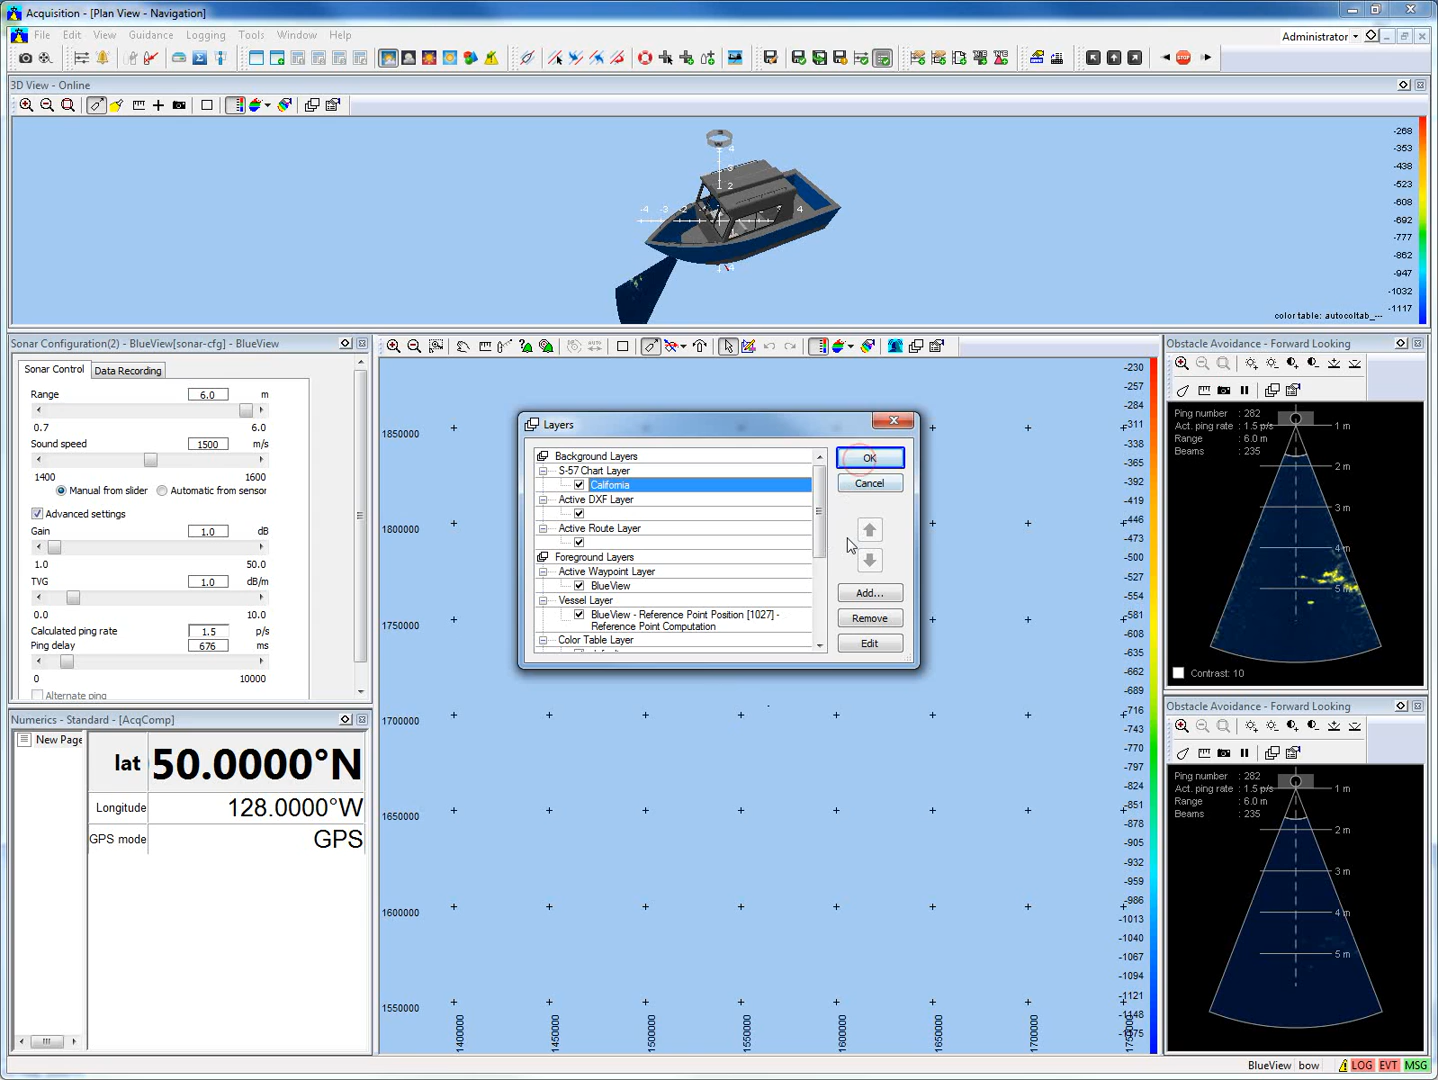 Acquisition - [Plan View - Navigation]
File Edit View Guidance Logging Tools Window Help
Administrator
3D View - Online
-268
-353
-438
-523
-608
-692
-777
-862
-947
-1032
-1117
color table: autocoltab_---
-4 -3 -2
4
2
Sonar Configuration(2) - BlueView[sonar-cfg] - BlueView
Sonar Control
Data Recording
Range 6.0 m
0.7 6.0
Sound speed 1500 m/s
1400 1600
Manual from slider Automatic from sensor
Advanced settings
Gain 1.0 dB
1.0 50.0
TVG 1.0 dB/m
0.0 10.0
Calculated ping rate 1.5 p/s
Ping delay 676 ms
0 10000
Alternate ping
Numerics - Standard - [AcqComp]
New Page
lat 50.0000°N
Longitude 128.0000°W
GPS mode GPS
1850000
1800000
1750000
1700000
1650000
1600000
1550000
1400000
1450000
1500000
1550000
1600000
1650000
1700000
1750000
-230
-257
-284
-311
-338
-365
-392
-419
-446
-473
-500
-527
-554
-581
-608
-635
-662
-689
-716
-743
-770
-797
-824
-851
-878
-905
-932
-959
-986
-1013
-1040
-1067
-1094
-1121
-1148
-1175
Layers
Background Layers
S-57 Chart Layer
California
Active DXF Layer
Active Route Layer
Foreground Layers
Active Waypoint Layer
BlueView
Vessel Layer
BlueView - Reference Point Position [1027] -
Reference Point Computation
Color Table Layer
OK
Cancel
Add...
Remove
Edit
Obstacle Avoidance - Forward Looking
Ping number : 282
Act. ping rate : 1.5 p/s
Range : 6.0 m
Beams : 235
1 m
2 m
3 m
4 m
5 m
Contrast: 10
Obstacle Avoidance - Forward Looking
Ping number : 282
Act. ping rate : 1.5 p/s
Range : 6.0 m
Beams : 235
1 m
2 m
3 m
4 m
5 m
BlueView bow LOG EVT MSG